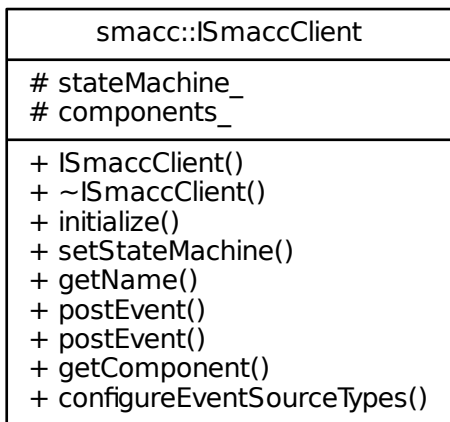 smacc::ISmaccClient
# stateMachine_
# components_
+ ISmaccClient()
+ ~ISmaccClient()
+ initialize()
+ setStateMachine()
+ getName()
+ postEvent()
+ postEvent()
+ getComponent()
+ configureEventSourceTypes()